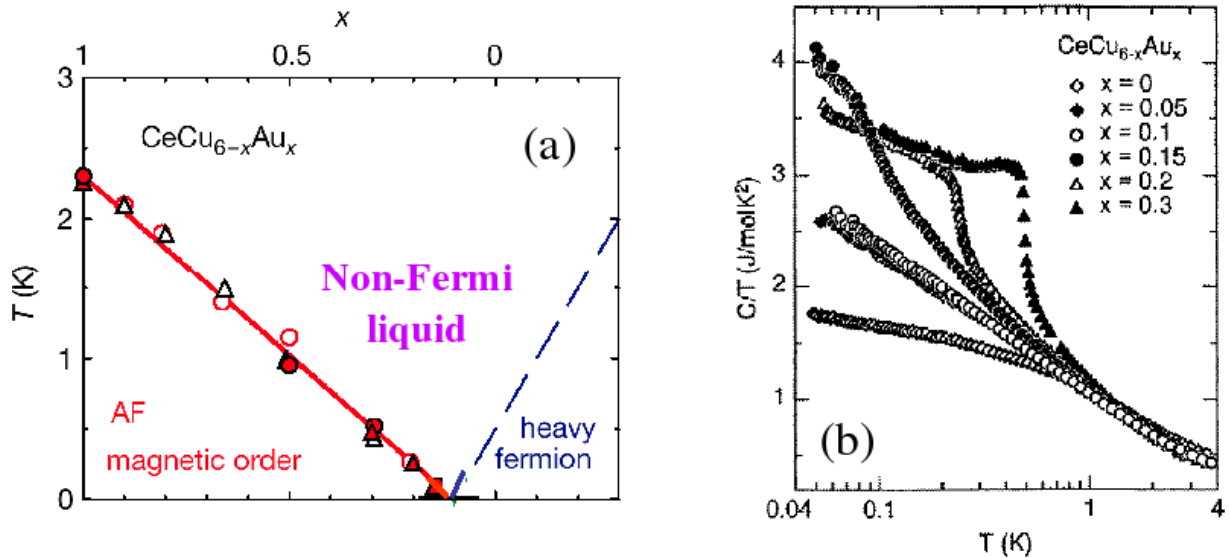 x
1
0.5
0
3
CeCu6-xAux
(a)
2
T (K)
Non-Fermi
liquid
1
AF
magnetic order
heavy
fermion
0
CeCu6-xAux
x = 0
x = 0.05
x = 0.1
x = 0.15
x = 0.2
x = 0.3
4
3
2
1
C/T (J/molK²)
(b)
0.04
0.1
1
4
T (K)